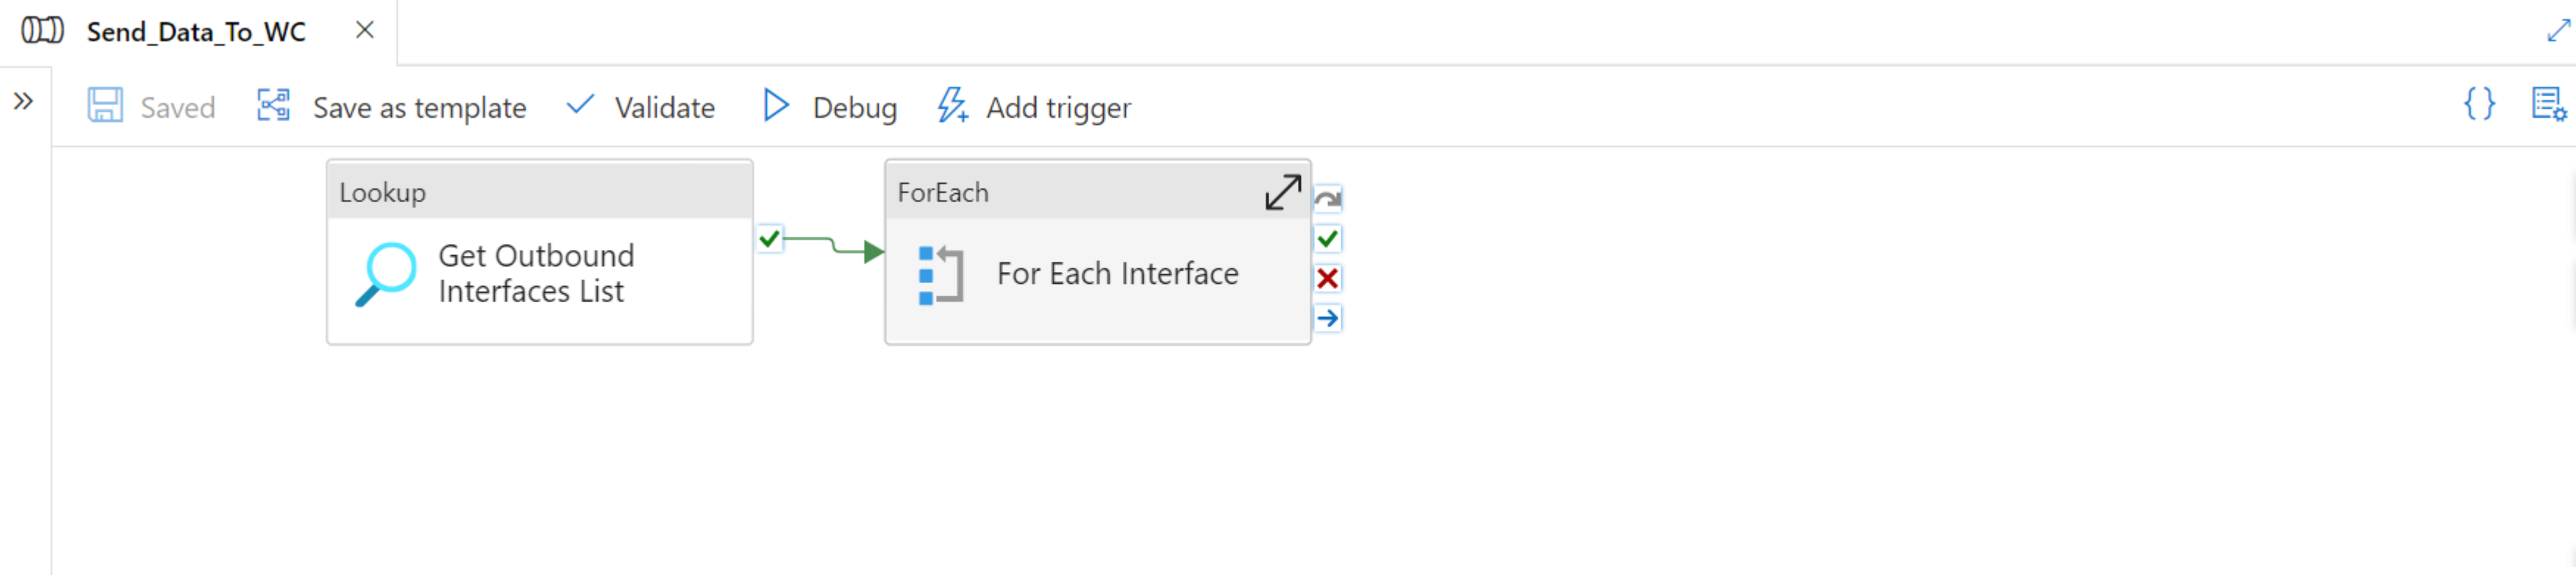 Send_Data_To_WC
Saved
Save as template
Validate
Debug
Add trigger
Lookup
Get Outbound
Interfaces List
ForEach
For Each Interface